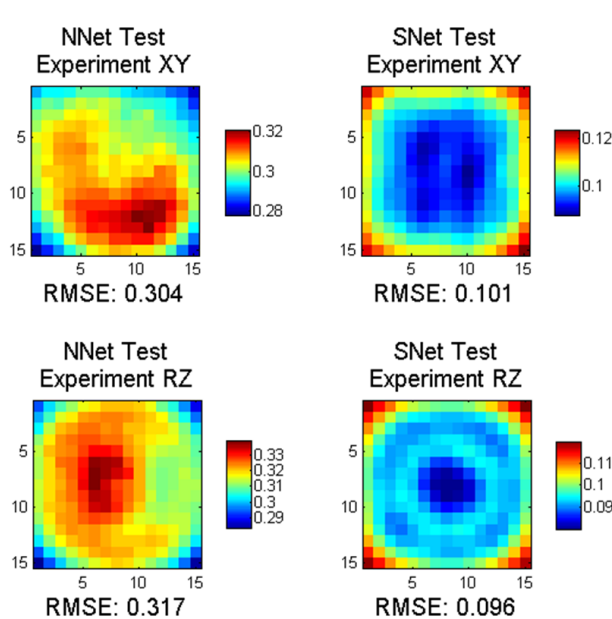 NNet Test
Experiment XY
5
10
15
5 10 15
0.32
0.3
0.28
RMSE: 0.304
SNet Test
Experiment XY
5
10
15
5 10 15
0.12
0.1
RMSE: 0.101
NNet Test
Experiment RZ
5
10
15
5 10 15
0.33
0.32
0.31
0.3
0.29
RMSE: 0.317
SNet Test
Experiment RZ
5
10
15
5 10 15
0.11
0.1
0.09
RMSE: 0.096